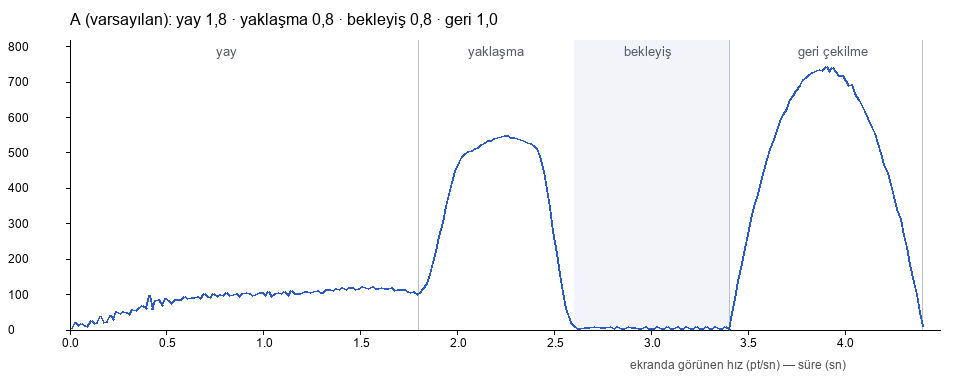 A (varsayılan): yay 1,8 · yaklaşma 0,8 · bekleyiş 0,8 · geri 1,0
yay yaklaşma bekleyiş geri çekilme
800
700
600
500
400
300
200
100
0
0.0 0.5 1.0 1.5 2.0 2.5 3.0 3.5 4.0
ekranda görünen hız (pt/sn) — süre (sn)